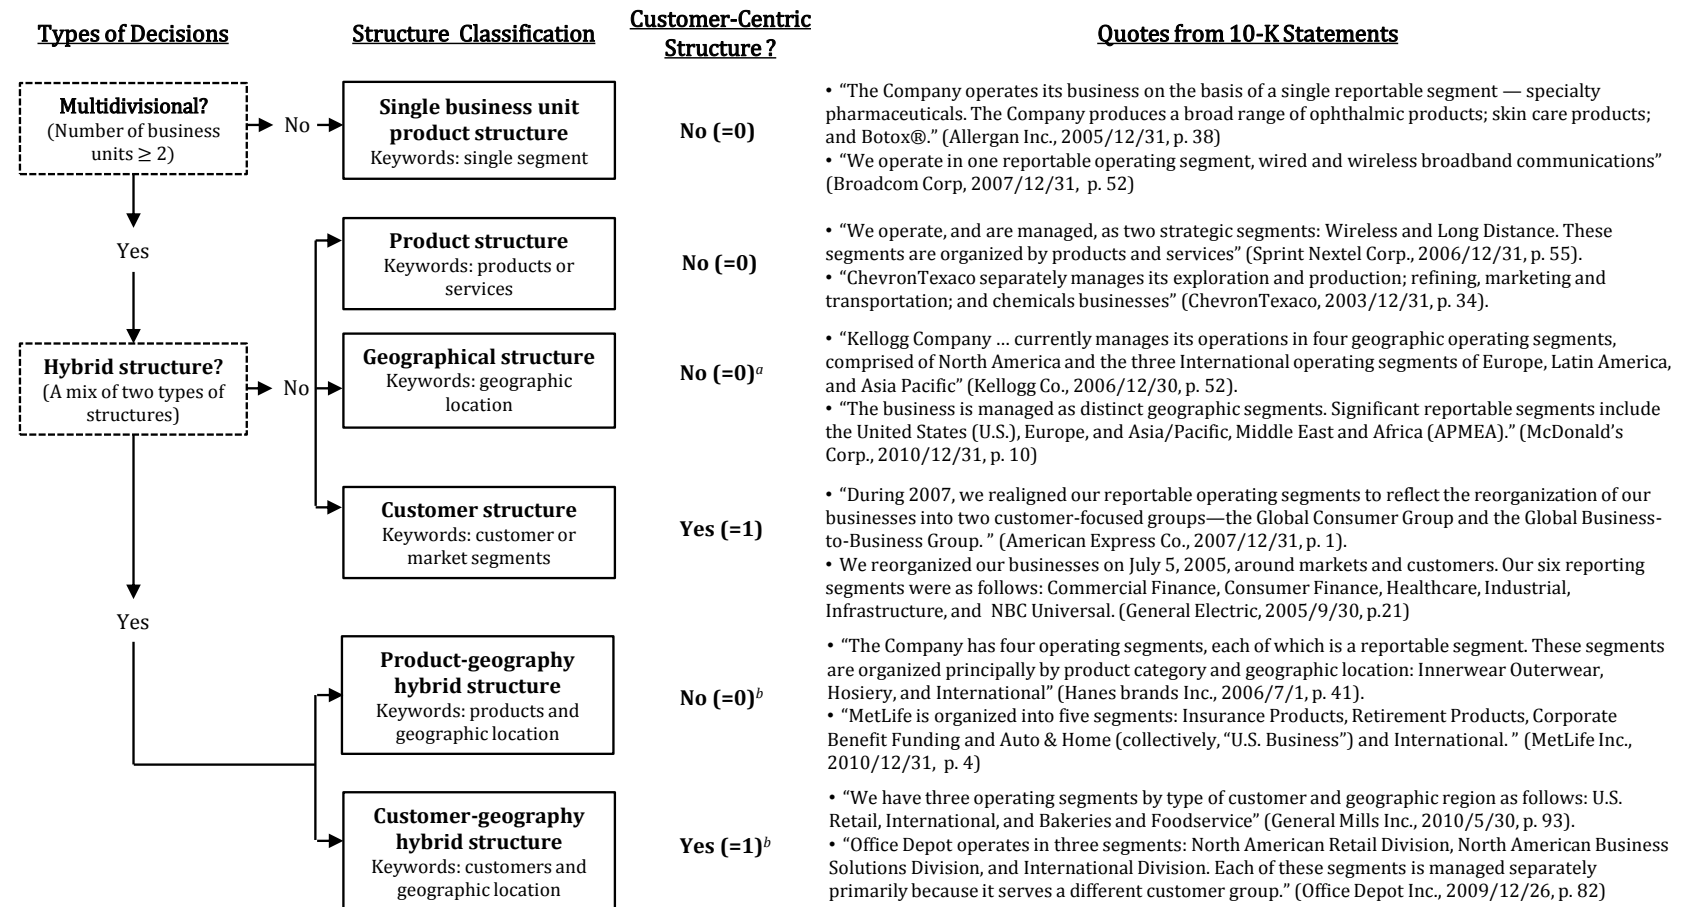 Types of Decisions
Structure Classification
Customer-Centric
Structure ?
Quotes from 10-K Statements
Multidivisional?
(Number of business
units ≥ 2)
No
Single business unit
product structure
Keywords: single segment
No (=0)
• “The Company operates its business on the basis of a single reportable segment — specialty
pharmaceuticals. The Company produces a broad range of ophthalmic products; skin care products;
and Botox®.” (Allergan Inc., 2005/12/31, p. 38)
• “We operate in one reportable operating segment, wired and wireless broadband communications”
(Broadcom Corp, 2007/12/31, p. 52)
Yes
Product structure
Keywords: products or
services
No (=0)
• “We operate, and are managed, as two strategic segments: Wireless and Long Distance. These
segments are organized by products and services” (Sprint Nextel Corp., 2006/12/31, p. 55).
• “ChevronTexaco separately manages its exploration and production; refining, marketing and
transportation; and chemicals businesses” (ChevronTexaco, 2003/12/31, p. 34).
Hybrid structure?
(A mix of two types of
structures)
No
Geographical structure
Keywords: geographic
location
No (=0)a
• “Kellogg Company … currently manages its operations in four geographic operating segments,
comprised of North America and the three International operating segments of Europe, Latin America,
and Asia Pacific” (Kellogg Co., 2006/12/30, p. 52).
• “The business is managed as distinct geographic segments. Significant reportable segments include
the United States (U.S.), Europe, and Asia/Pacific, Middle East and Africa (APMEA).” (McDonald’s
Corp., 2010/12/31, p. 10)
Customer structure
Keywords: customer or
market segments
Yes (=1)
• “During 2007, we realigned our reportable operating segments to reflect the reorganization of our
businesses into two customer-focused groups—the Global Consumer Group and the Global Business-
to-Business Group. ” (American Express Co., 2007/12/31, p. 1).
• We reorganized our businesses on July 5, 2005, around markets and customers. Our six reporting
segments were as follows: Commercial Finance, Consumer Finance, Healthcare, Industrial,
Infrastructure, and NBC Universal. (General Electric, 2005/9/30, p.21)
Yes
Product-geography
hybrid structure
Keywords: products and
geographic location
No (=0)b
• “The Company has four operating segments, each of which is a reportable segment. These segments
are organized principally by product category and geographic location: Innerwear Outerwear,
Hosiery, and International” (Hanes brands Inc., 2006/7/1, p. 41).
• “MetLife is organized into five segments: Insurance Products, Retirement Products, Corporate
Benefit Funding and Auto & Home (collectively, “U.S. Business”) and International. ” (MetLife Inc.,
2010/12/31, p. 4)
Customer-geography
hybrid structure
Keywords: customers and
geographic location
Yes (=1)b
• “We have three operating segments by type of customer and geographic region as follows: U.S.
Retail, International, and Bakeries and Foodservice” (General Mills Inc., 2010/5/30, p. 93).
• “Office Depot operates in three segments: North American Retail Division, North American Business
Solutions Division, and International Division. Each of these segments is managed separately
primarily because it serves a different customer group.” (Office Depot Inc., 2009/12/26, p. 82)